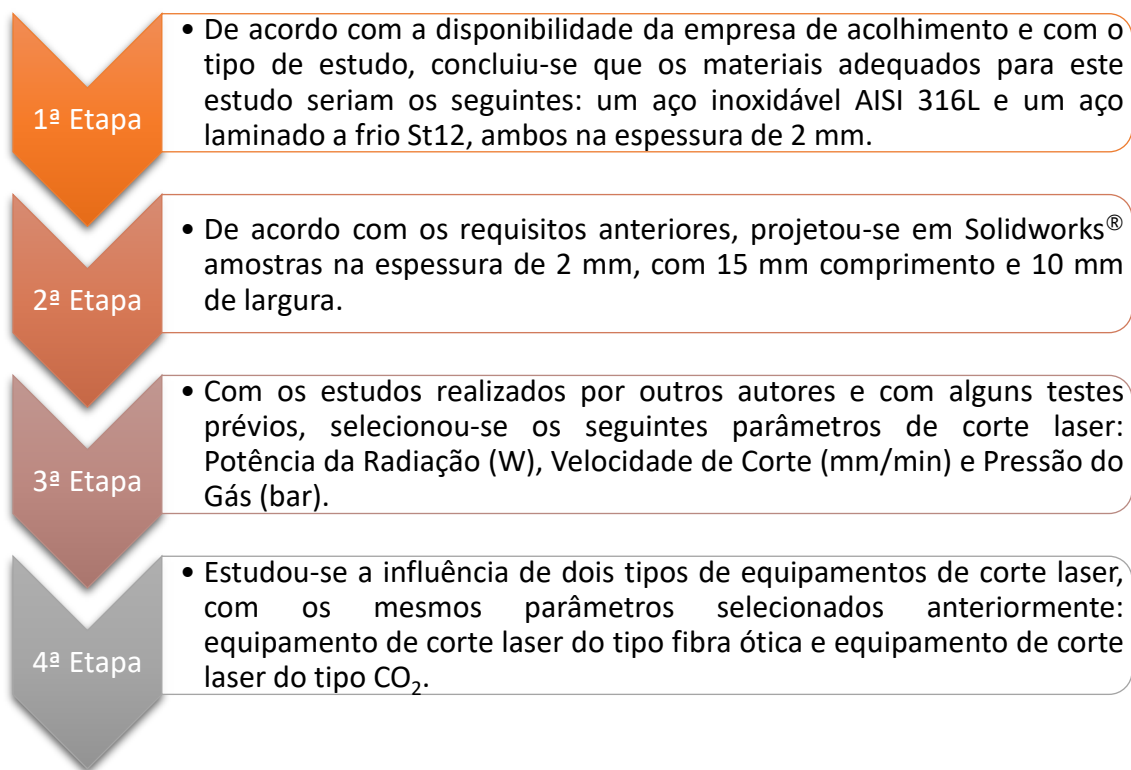 1ª Etapa
• De acordo com a disponibilidade da empresa de acolhimento e com o
tipo de estudo, concluiu-se que os materiais adequados para este
estudo seriam os seguintes: um aço inoxidável AISI 316L e um aço
laminado a frio St12, ambos na espessura de 2 mm.
2ª Etapa
• De acordo com os requisitos anteriores, projetou-se em Solidworks®
amostras na espessura de 2 mm, com 15 mm comprimento e 10 mm
de largura.
3ª Etapa
• Com os estudos realizados por outros autores e com alguns testes
prévios, selecionou-se os seguintes parâmetros de corte laser:
Potência da Radiação (W), Velocidade de Corte (mm/min) e Pressão do
Gás (bar).
4ª Etapa
• Estudou-se a influência de dois tipos de equipamentos de corte laser,
com os mesmos parâmetros selecionados anteriormente:
equipamento de corte laser do tipo fibra ótica e equipamento de corte
laser do tipo CO₂.